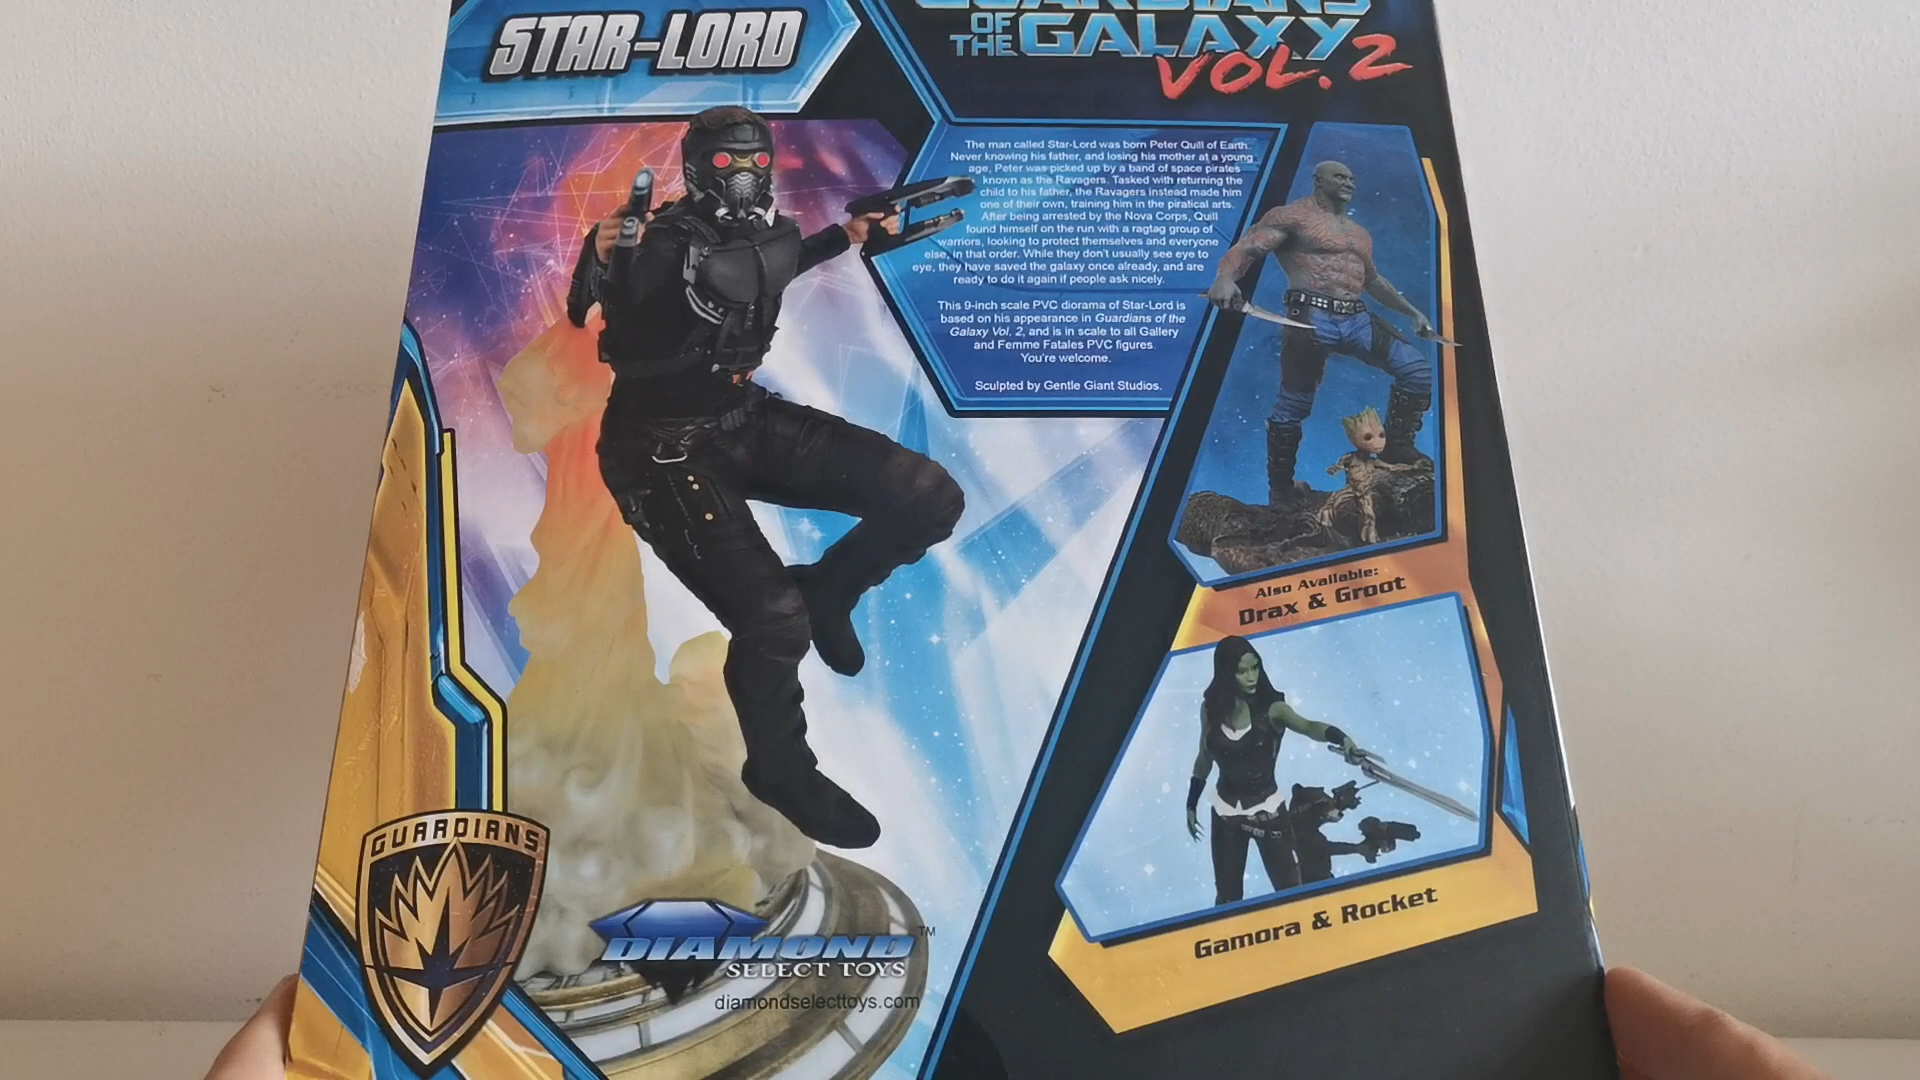 STAR-LORD
GUARDIANS
OF
THE GALAXY
VOL. 2
The man called Star-Lord was born Peter Quill of Earth.
Never knowing his father, and losing his mother at a young
age, Peter was picked up by a band of space pirates
known as the Ravagers. Tasked with returning the
child to his father, the Ravagers instead made him
one of their own, training him in the piratical arts.
After being arrested by the Nova Corps, Quill
found himself on the run with a ragtag group of
warriors, looking to protect themselves and everyone
else, in that order. While they don't usually see eye to
eye, they have saved the galaxy once already, and are
ready to do it again if people ask nicely.
This 9-inch scale PVC diorama of Star-Lord is
based on his appearance in Guardians of the
Galaxy Vol. 2, and is in scale to all Gallery
and Femme Fatales PVC figures.
You're welcome.
Sculpted by Gentle Giant Studios.
Also Available:
Drax & Groot
Gamora & Rocket
GUARDIANS
DIAMOND TM
SELECT TOYS
diamondselecttoys.com